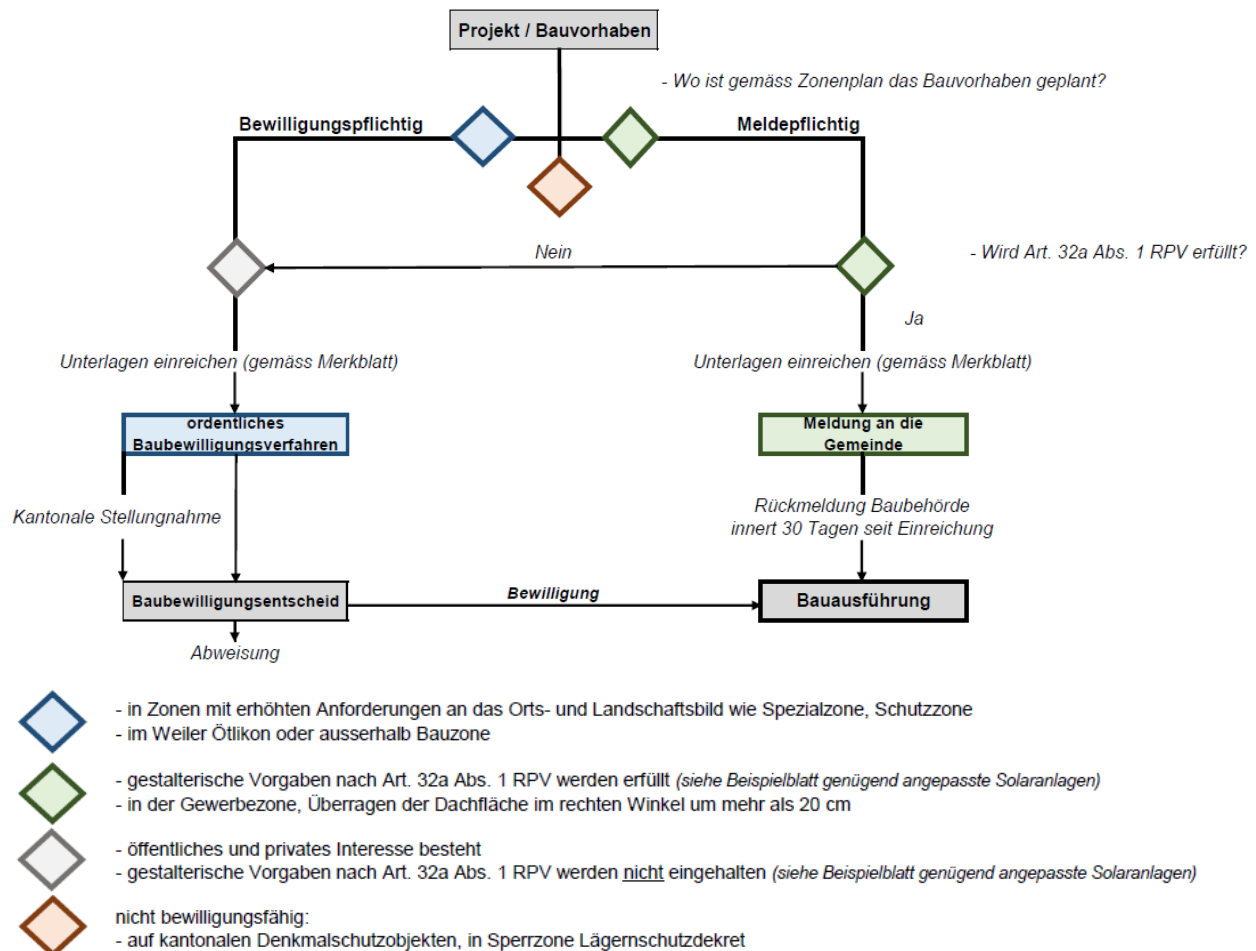 Projekt / Bauvorhaben
- Wo ist gemäss Zonenplan das Bauvorhaben geplant?
Bewilligungspflichtig
Meldepflichtig
Nein
- Wird Art. 32a Abs. 1 RPV erfüllt?
Ja
Unterlagen einreichen (gemäss Merkblatt)
Unterlagen einreichen (gemäss Merkblatt)
ordentliches
Baubewilligungsverfahren
Meldung an die
Gemeinde
Kantonale Stellungnahme
Rückmeldung Baubehörde
innert 30 Tagen seit Einreichung
Baubewilligungsentscheid
Bewilligung
Bauausführung
Abweisung
- in Zonen mit erhöhten Anforderungen an das Orts- und Landschaftsbild wie Spezialzone, Schutzzone
- im Weiler Ötlikon oder ausserhalb Bauzone
- gestalterische Vorgaben nach Art. 32a Abs. 1 RPV werden erfüllt (siehe Beispielblatt genügend angepasste Solaranlagen)
- in der Gewerbezone, Überragen der Dachfläche im rechten Winkel um mehr als 20 cm
- öffentliches und privates Interesse besteht
- gestalterische Vorgaben nach Art. 32a Abs. 1 RPV werden nicht eingehalten (siehe Beispielblatt genügend angepasste Solaranlagen)
nicht bewilligungsfähig:
- auf kantonalen Denkmalschutzobjekten, in Sperrzone Lägernschutzdekret